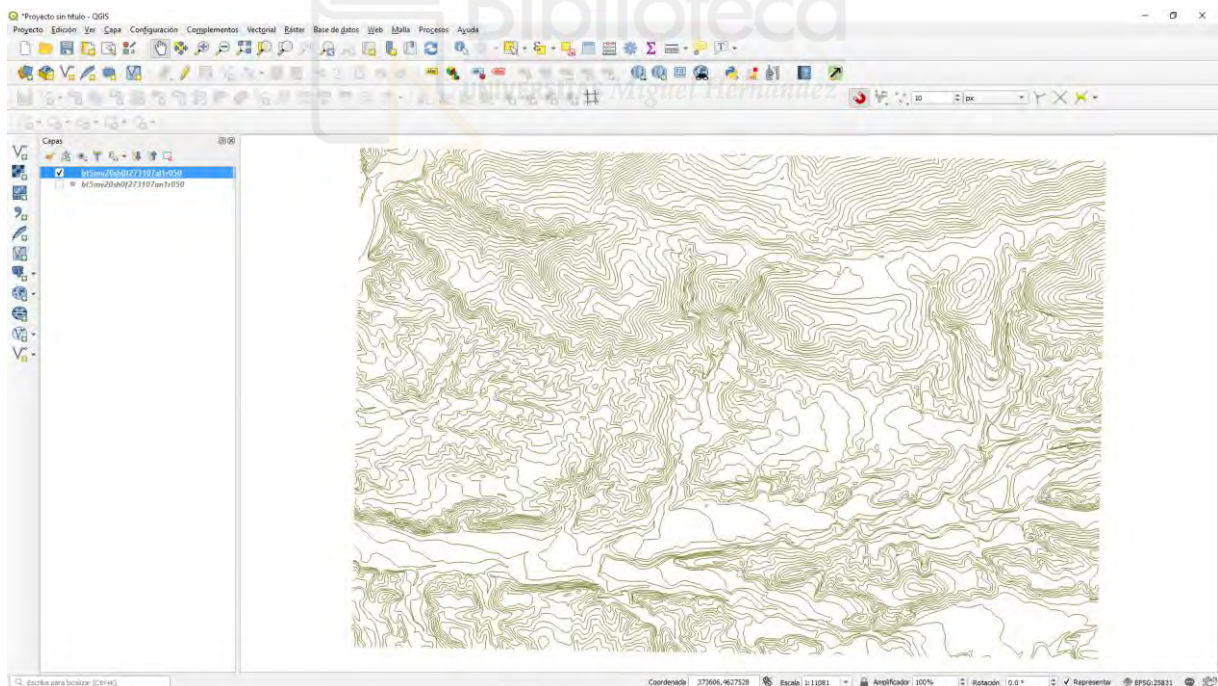 *Proyecto sin título - QGIS
Biblioteca
Proyecto Edición Ver Capa Configuración Complementos Vectorial Ráster Base de datos Web Malla Procesos Ayuda
UNIVERSITAS Miguel Hernández
10 px
Capas
bt5mv20sh0f273107al1r050
bt5mv20sh0f273107an1r050
Escriba para localizar (Ctrl+K)
Coordenada 373606,4627528 Escala 1:11081 Amplificador 100% Rotación 0.0 ° Representar EPSG:25831